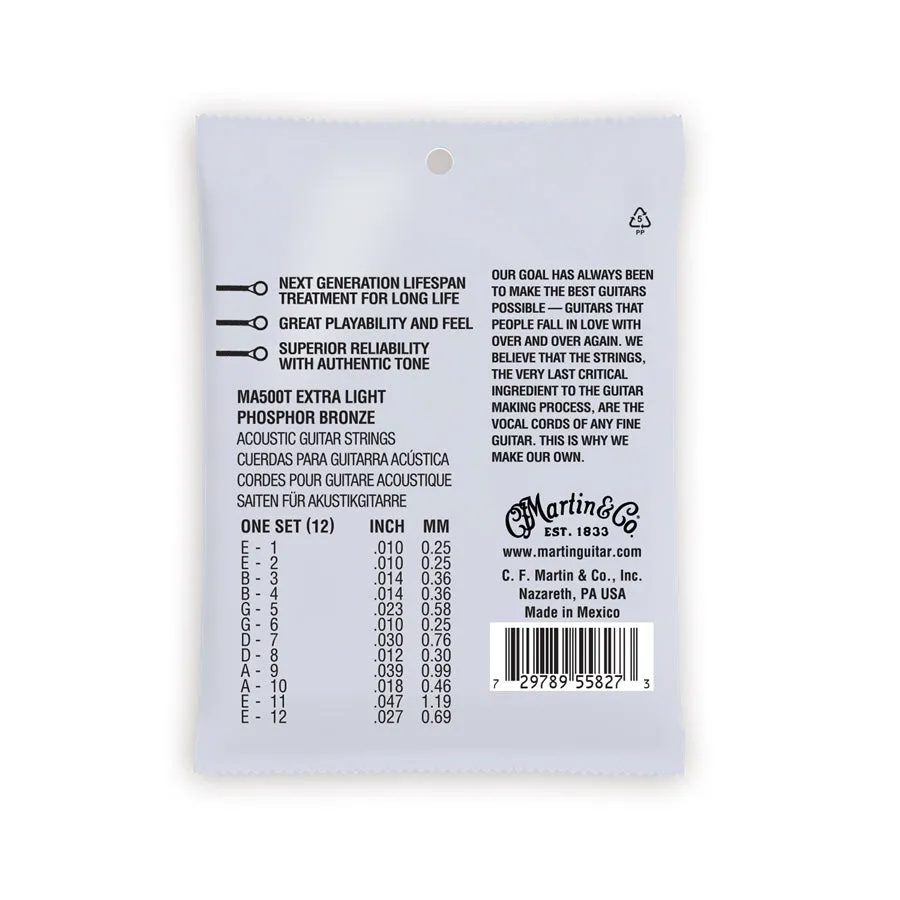 5
PP
NEXT GENERATION LIFESPAN
TREATMENT FOR LONG LIFE
GREAT PLAYABILITY AND FEEL
SUPERIOR RELIABILITY
WITH AUTHENTIC TONE
MA500T EXTRA LIGHT
PHOSPHOR BRONZE
ACOUSTIC GUITAR STRINGS
CUERDAS PARA GUITARRA ACÚSTICA
CORDES POUR GUITARE ACOUSTIQUE
SAITEN FÜR AKUSTIKGITARRE
ONE SET (12) INCH MM
E - 1 .010 0.25
E - 2 .010 0.25
B - 3 .014 0.36
B - 4 .014 0.36
G - 5 .023 0.58
G - 6 .010 0.25
D - 7 .030 0.76
D - 8 .012 0.30
A - 9 .039 0.99
A - 10 .018 0.46
E - 11 .047 1.19
E - 12 .027 0.69
OUR GOAL HAS ALWAYS BEEN
TO MAKE THE BEST GUITARS
POSSIBLE — GUITARS THAT
PEOPLE FALL IN LOVE WITH
OVER AND OVER AGAIN. WE
BELIEVE THAT THE STRINGS,
THE VERY LAST CRITICAL
INGREDIENT TO THE GUITAR
MAKING PROCESS, ARE THE
VOCAL CORDS OF ANY FINE
GUITAR. THIS IS WHY WE
MAKE OUR OWN.
CFMartin & Co.
EST. 1833
www.martinguitar.com
C. F. Martin & Co., Inc.
Nazareth, PA USA
Made in Mexico
7 29789 55827 3